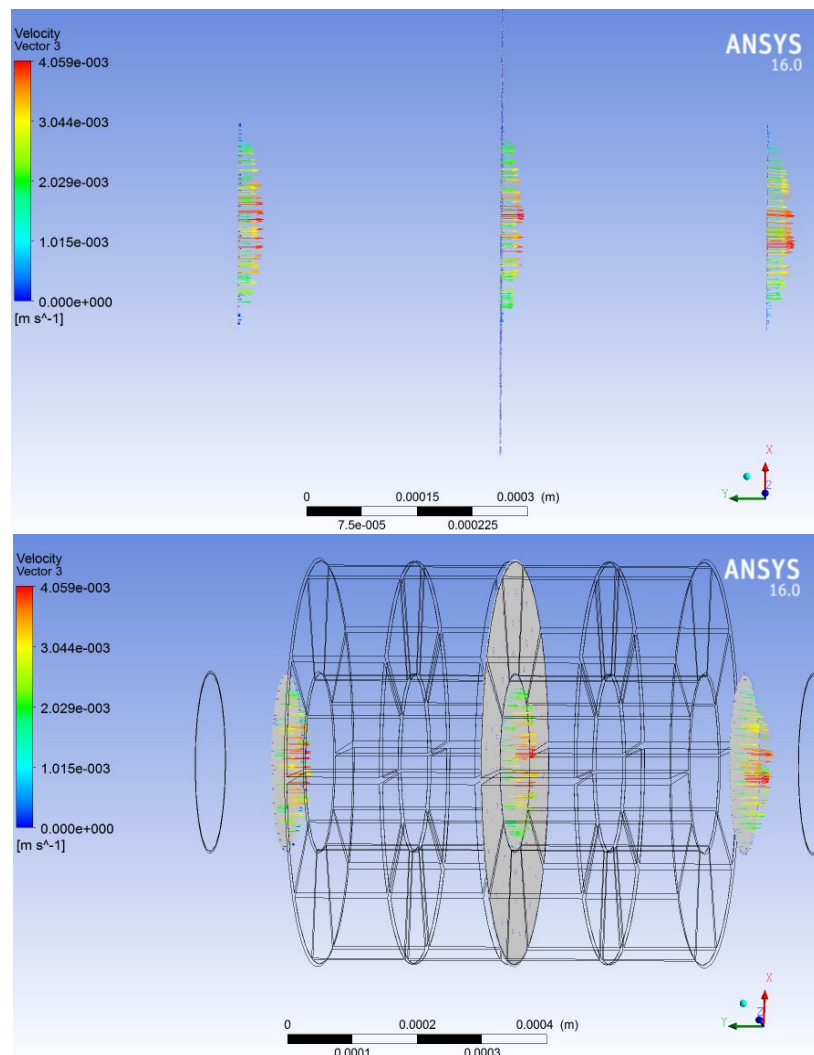 Velocity
Vector 3
4.059e-003
3.044e-003
2.029e-003
1.015e-003
0.000e+000
[m s^-1]
ANSYS
16.0
X
Y
Z
0 0.00015 0.0003 (m)
7.5e-005 0.000225
Velocity
Vector 3
4.059e-003
3.044e-003
2.029e-003
1.015e-003
0.000e+000
[m s^-1]
ANSYS
16.0
X
Y
Z
0 0.0002 0.0004 (m)
0.0001 0.0003